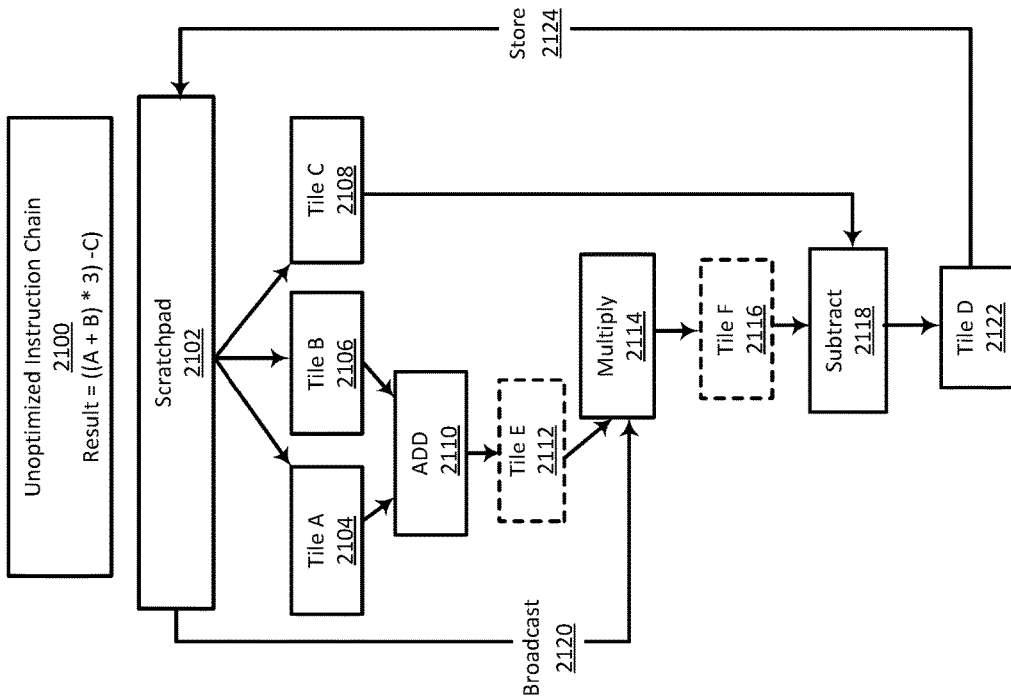 Unoptimized Instruction Chain
2100
Result = ((A + B) * 3) -C)
Scratchpad
2102
Tile A
2104
Tile B
2106
Tile C
2108
ADD
2110
Tile E
2112
Broadcast
2120
Multiply
2114
Tile F
2116
Subtract
2118
Tile D
2122
Store
2124